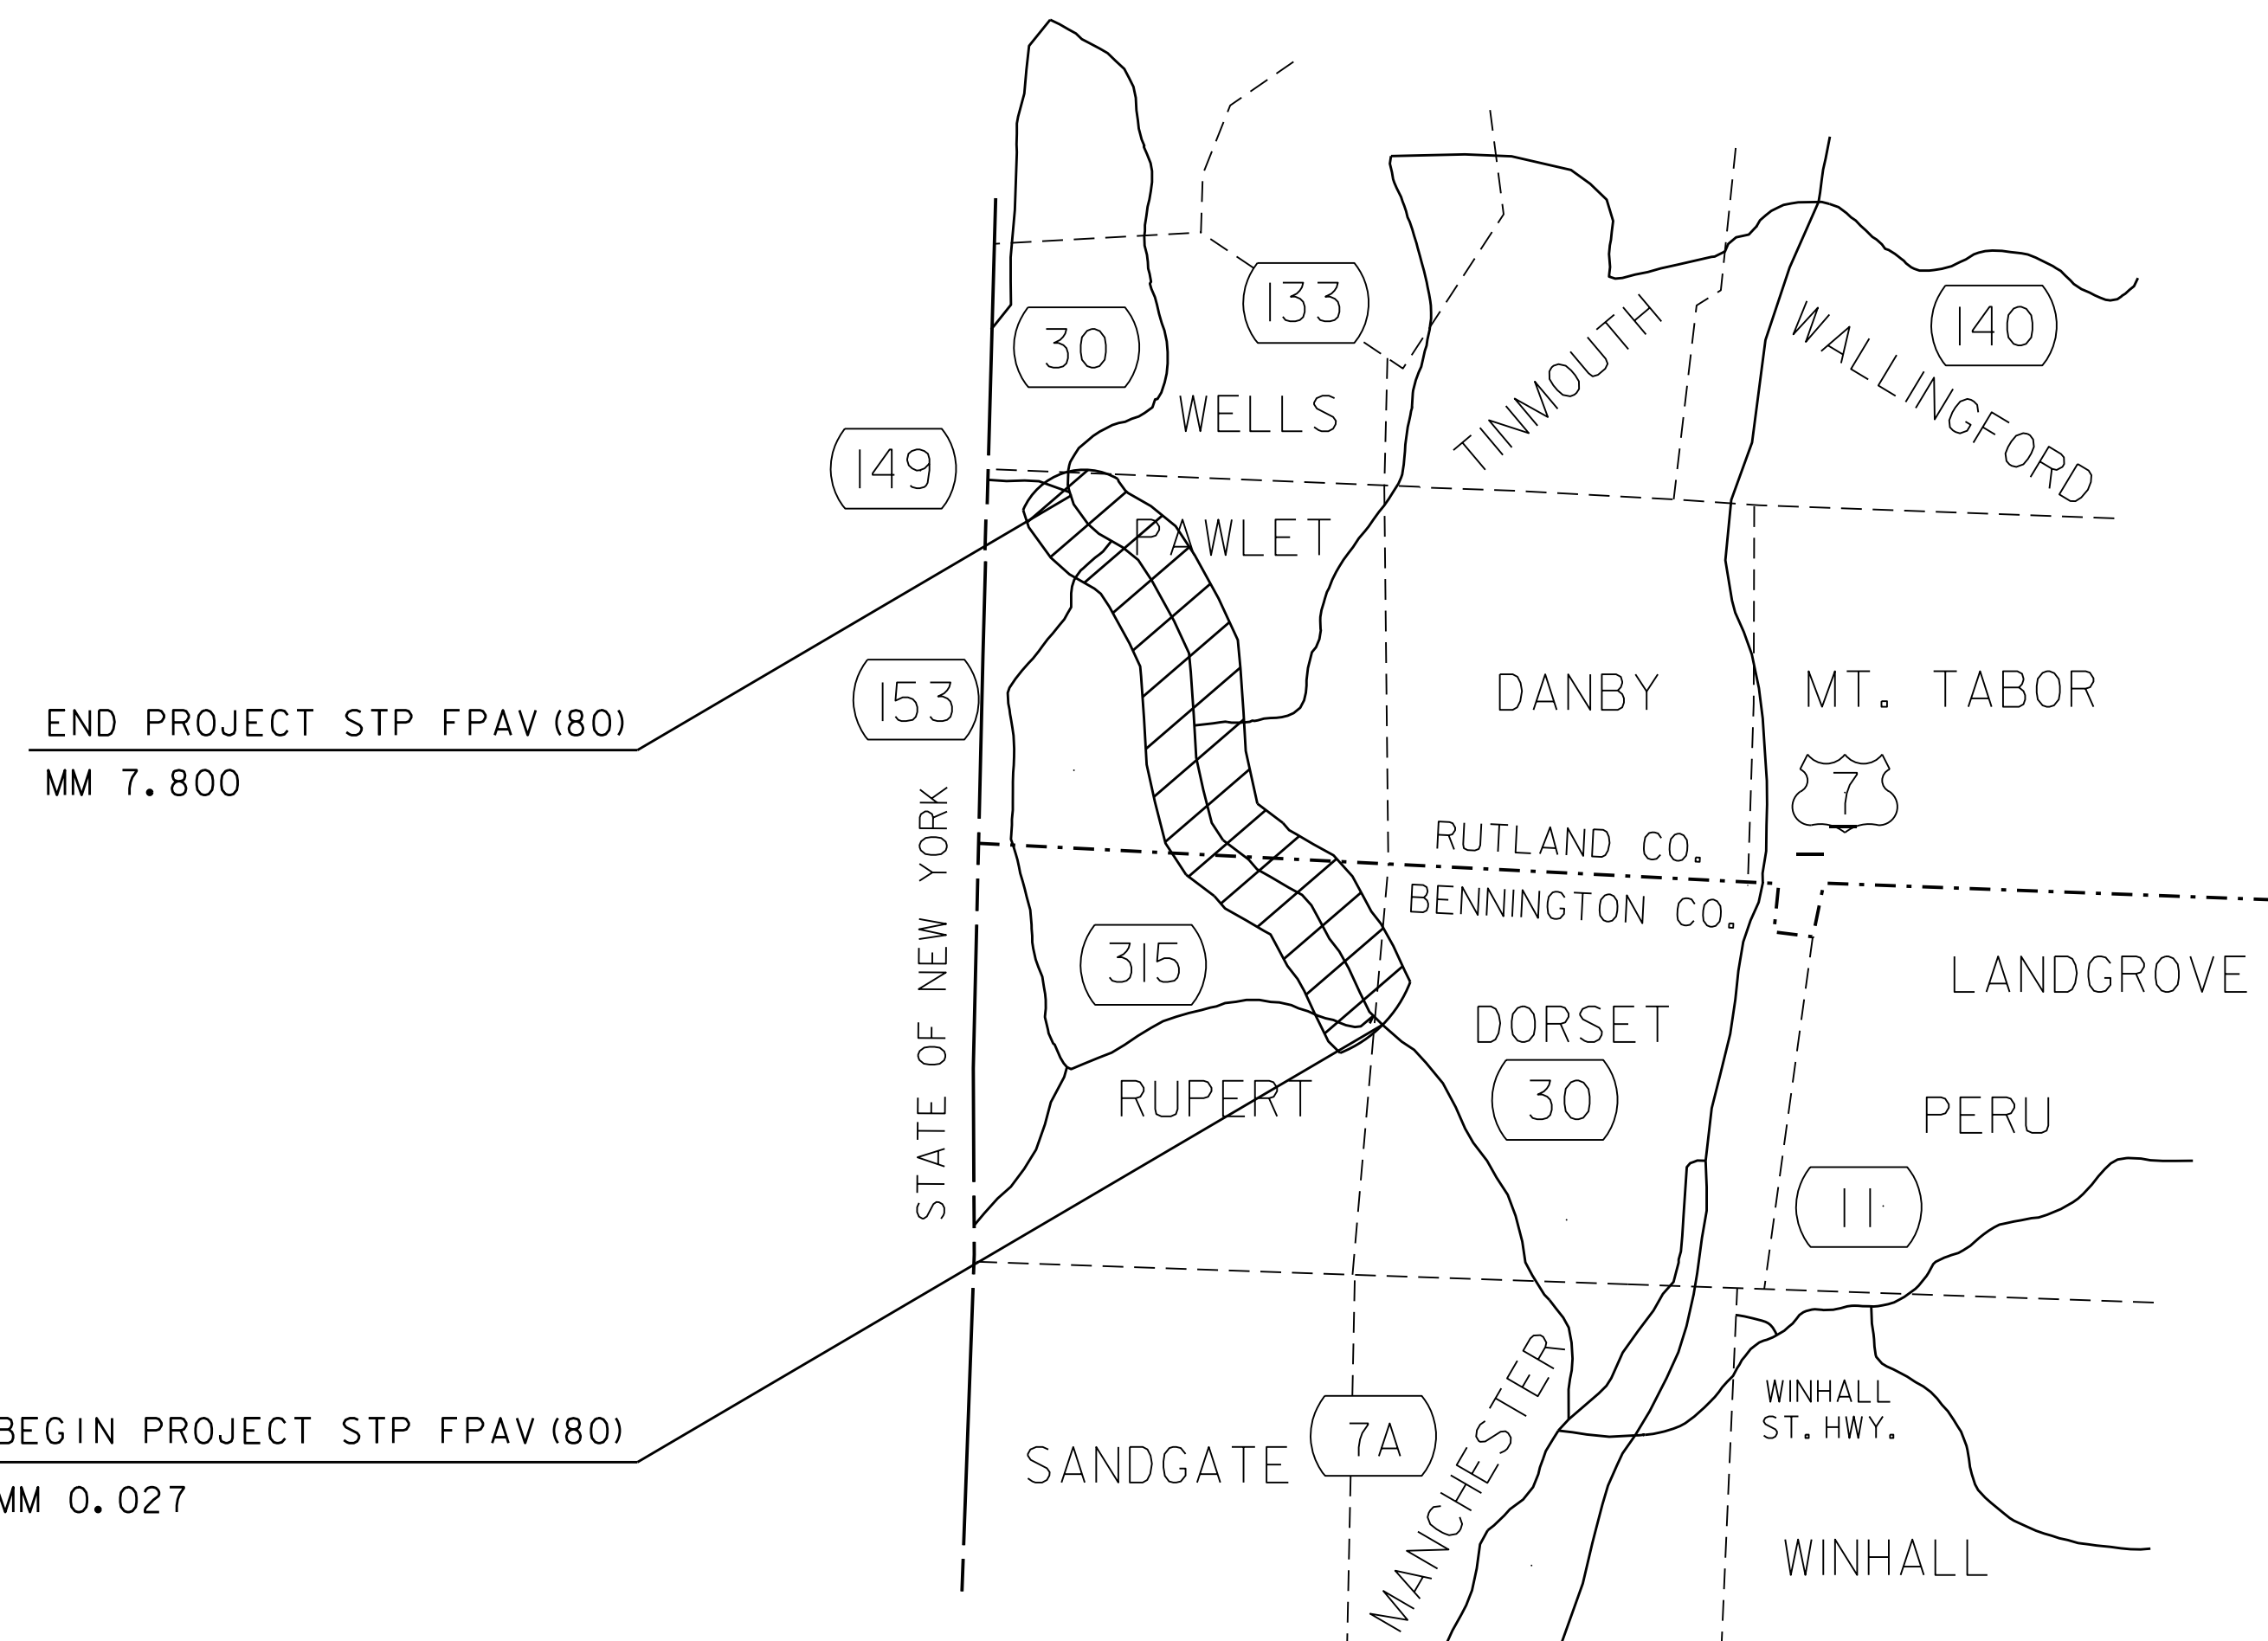 133
30
140
WELLS
TINMOUTH
WALLINGFORD
149
PAWLET
153
DANBY
MT. TABOR
END PROJECT STP FPAV(80)
MM 7.800
7
STATE OF NEW YORK
RUTLAND CO.
BENNINGTON CO.
315
LANDGROVE
DORSET
RUPERT
30
PERU
11
BEGIN PROJECT STP FPAV(80)
MM 0.027
SANDGATE
7A
MANCHESTER
WINHALL
ST. HWY.
WINHALL